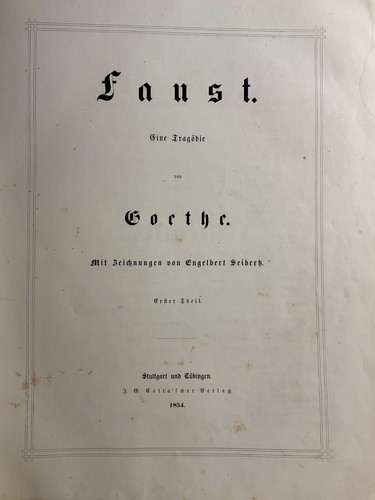 Faust.
Eine Tragödie
von
Goethe.
Mit Zeichnungen von Engelbert Seibertz.
Erster Theil.
Stuttgart und Tübingen.
J. G. Cotta'scher Verlag
1854.